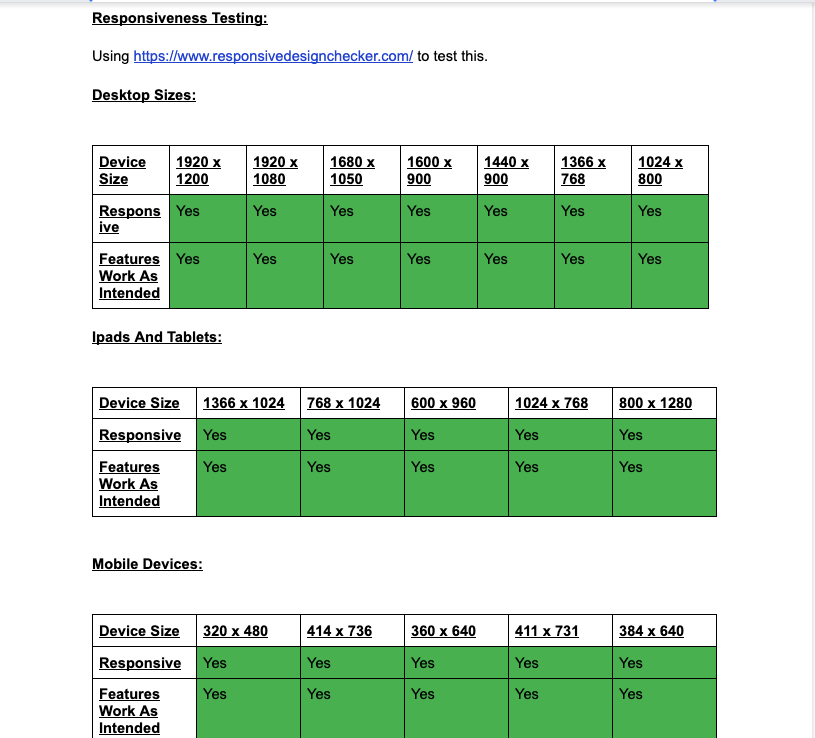 Responsiveness Testing:
Using https://www.responsivedesignchecker.com/ to test this.
Desktop Sizes:
Device Size 1920 x 1200 1920 x 1080 1680 x 1050 1600 x 900 1440 x 900 1366 x 768 1024 x 800
Respons
ive Yes Yes Yes Yes Yes Yes Yes
Features Work As Intended Yes Yes Yes Yes Yes Yes Yes
Ipads And Tablets:
Device Size 1366 x 1024 768 x 1024 600 x 960 1024 x 768 800 x 1280
Responsive Yes Yes Yes Yes Yes
Features Work As Intended Yes Yes Yes Yes Yes
Mobile Devices:
Device Size 320 x 480 414 x 736 360 x 640 411 x 731 384 x 640
Responsive Yes Yes Yes Yes Yes
Features Work As Intended Yes Yes Yes Yes Yes